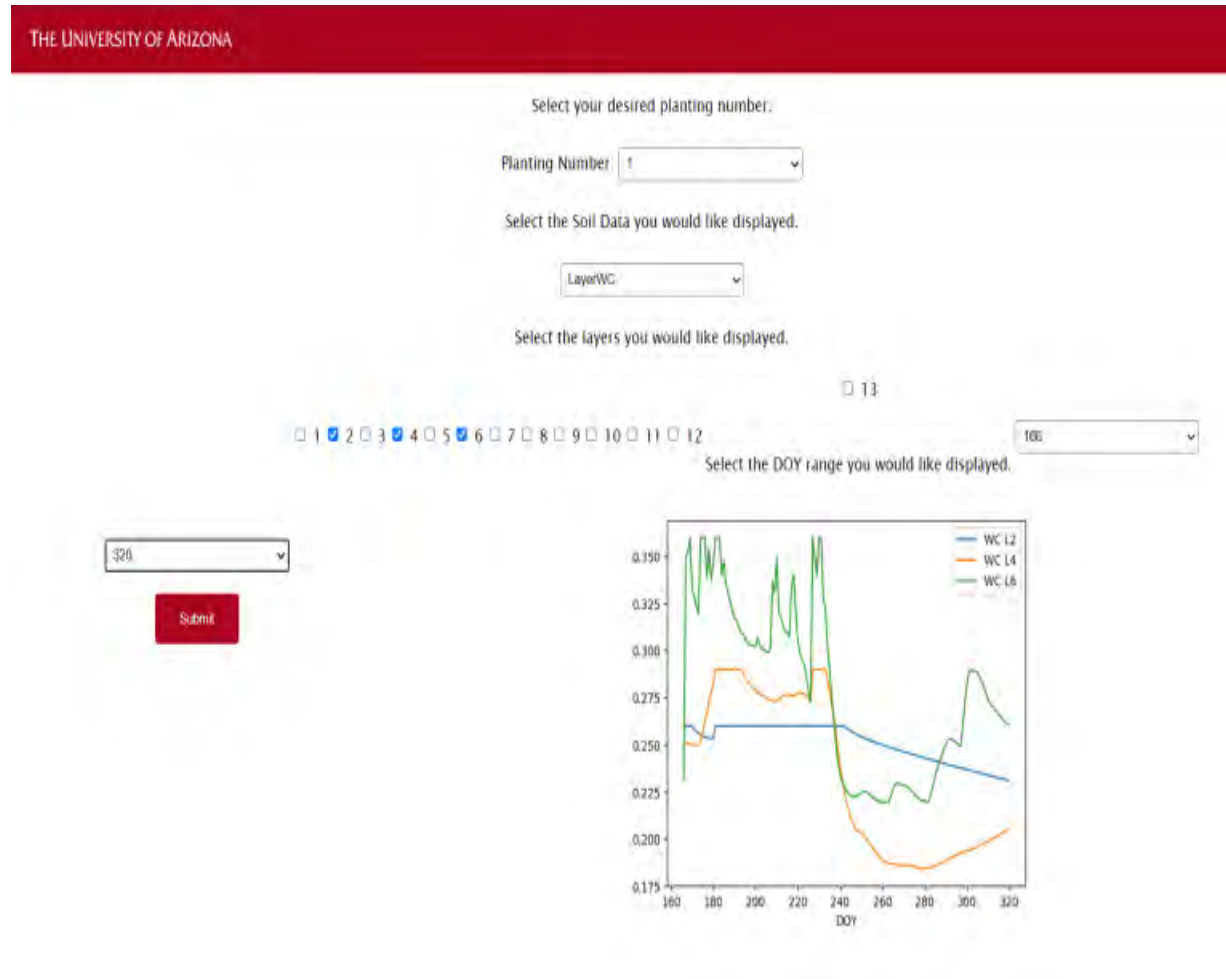 THE UNIVERSITY OF ARIZONA
Select your desired planting number.
Planting Number 1
Select the Soil Data you would like displayed.
LayerWC
Select the layers you would like displayed.
13
1 2 3 4 5 6 7 8 9 10 11 12
166
Select the DOY range you would like displayed.
320
Submit
WC L2
WC L4
WC L6
0.350
0.325
0.300
0.275
0.250
0.225
0.200
0.175
160 180 200 220 240 260 280 300 320
DOY